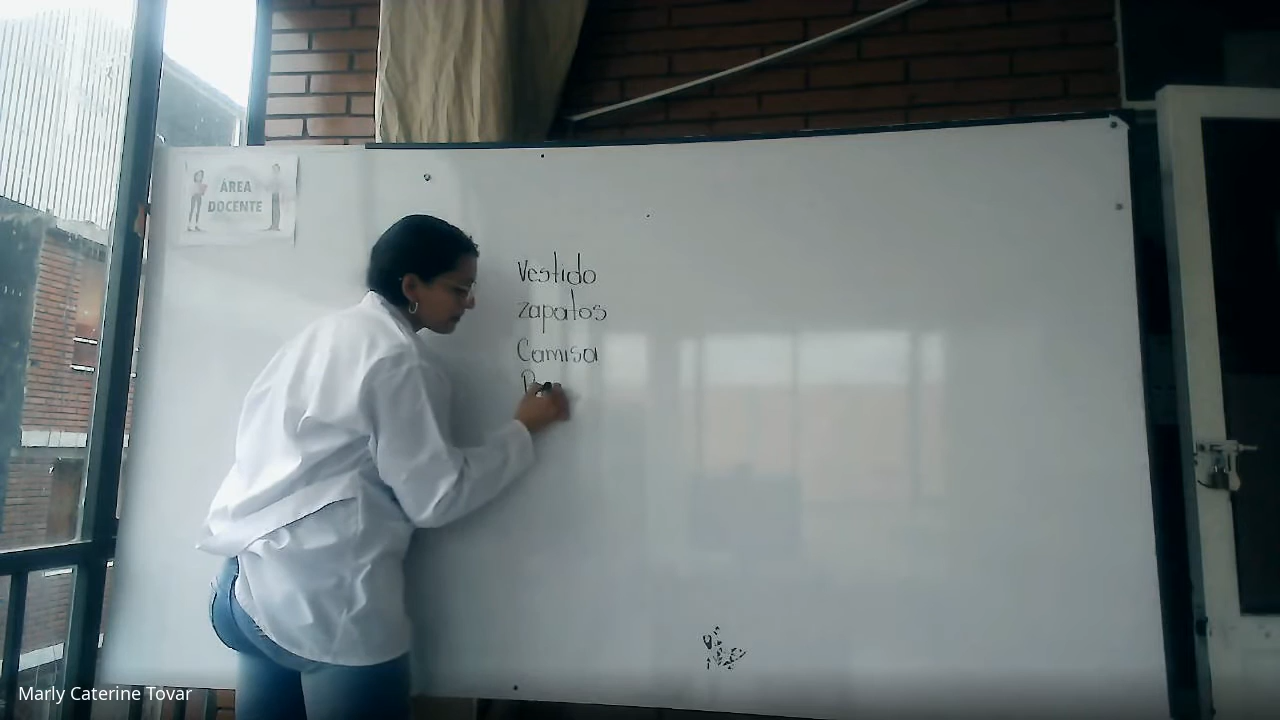 ÁREA
DOCENTE
Vestido
zapatos
Camisa
P
Marly Caterine Tovar